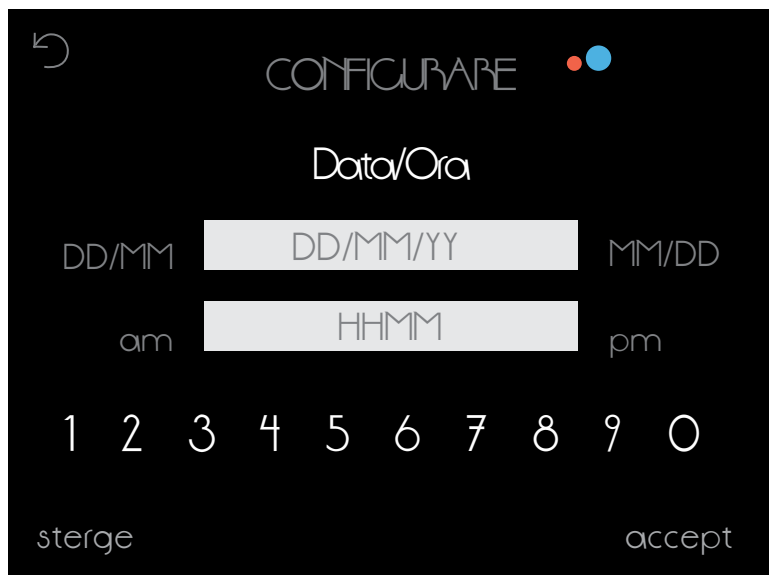 CONFIGURARE
Data/Ora
DD/MM DD/MM/YY MM/DD
am HHMM pm
1 2 3 4 5 6 7 8 9 0
sterge accept